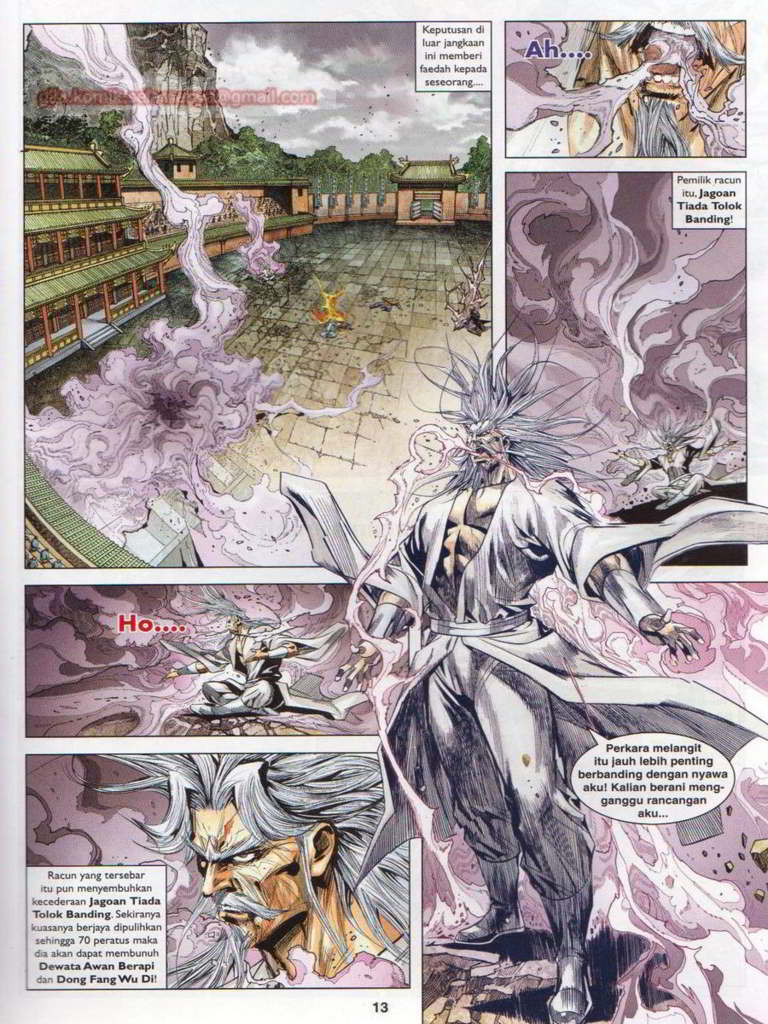 Keputusan di
luar jangkaan
ini memberi
faedah kepada
seseorang....
Ah....
Pemilik racun
itu, Jagoan
Tiada Tolok
Banding!
Ho....
Perkara melangit
itu jauh lebih penting
berbanding dengan nyawa
aku! Kalian berani meng-
ganggu rancangan
aku...
Racun yang tersebar
itu pun menyembuhkan
kecederaan Jagoan Tiada
Tolok Banding. Sekiranya
kuasanya berjaya dipulihkan
sehingga 70 peratus maka
dia akan dapat membunuh
Dewata Awan Berapi
dan Dong Fang Wu Di!
13